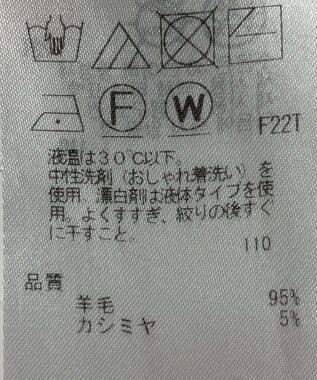 F W
F22T
液温は30℃以下。
中性洗剤(おしゃれ着洗い)を
使用 漂白剤は液体タイプを使
用。よくすすぎ、絞りの後すぐ
に干すこと。
110
品質
羊毛 95%
カシミヤ 5%